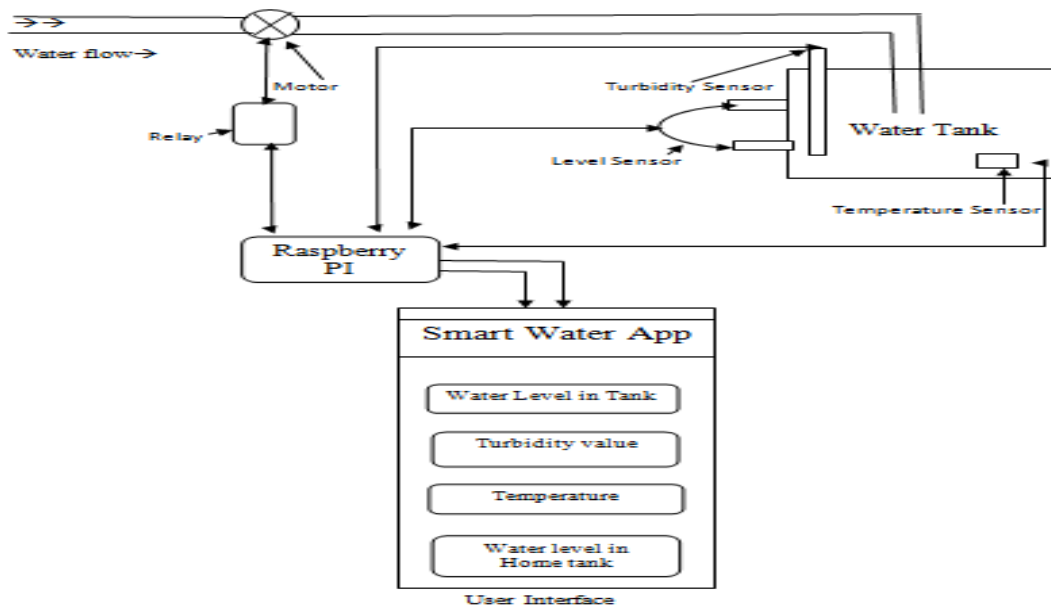 Water flow→
Motor
Relay
Turbidity Sensor
Level Sensor
Water Tank
Temperature Sensor
Raspberry
PI
Smart Water App
Water Level in Tank
Turbidity value
Temperature
Water level in
Home tank
User Interface